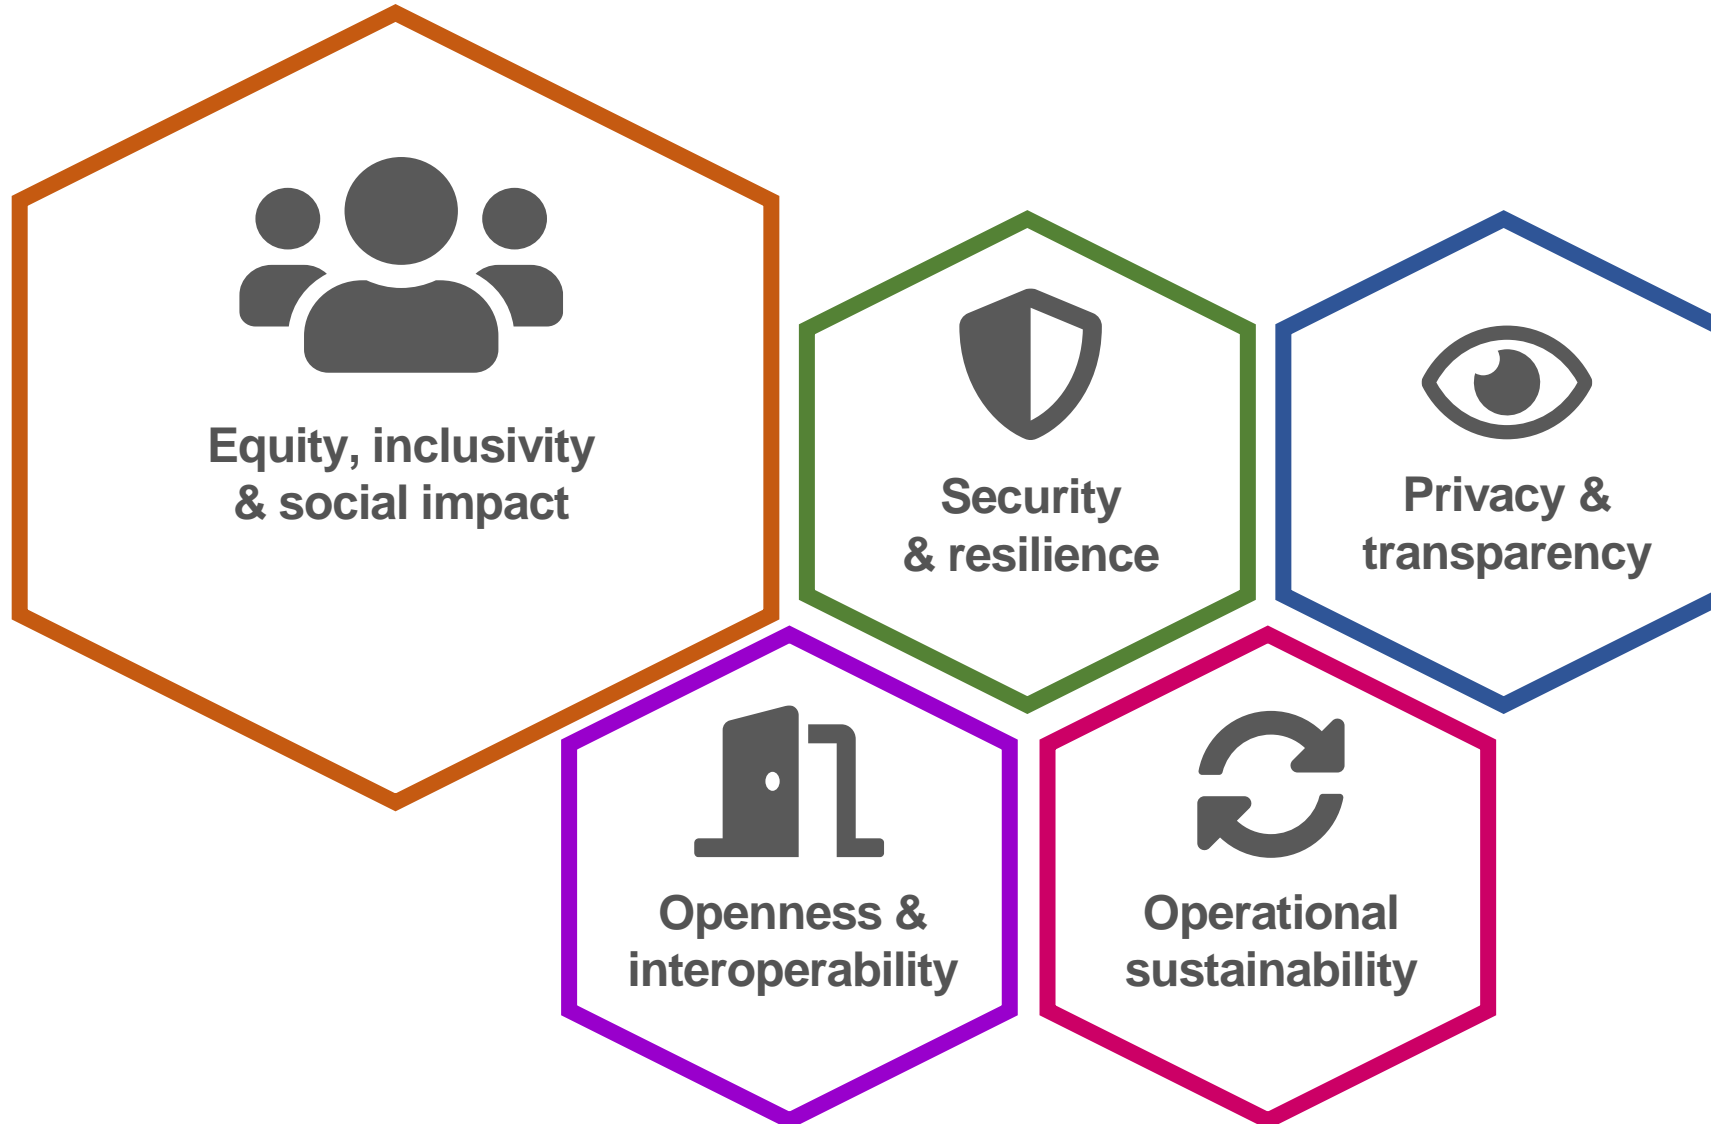 Equity, inclusivity
& social impact
Security
& resilience
Privacy &
transparency
Openness &
interoperability
Operational
sustainability